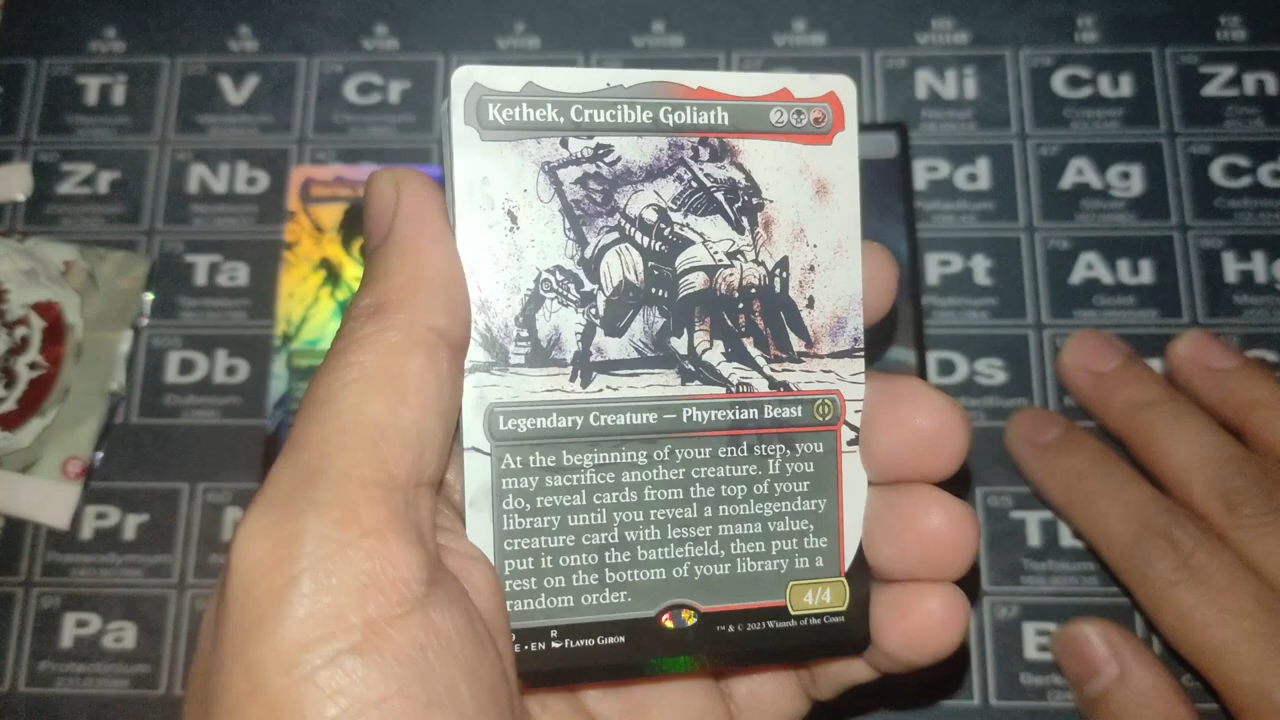 Kethek, Crucible Goliath 2
Legendary Creature — Phyrexian Beast
At the beginning of your end step, you
may sacrifice another creature. If you
do, reveal cards from the top of your
library until you reveal a nonlegendary
creature card with lesser mana value,
put it onto the battlefield, then put the
rest on the bottom of your library in a
random order.
4/4
R
E • EN FLAVIO GIRÓN
™ & © 2023 Wizards of the Coast
Ti V Cr Ni Cu Zn
Zr Nb Pd Ag Cd
Ta Pt Au Hg
Db Ds
Pr
Pa